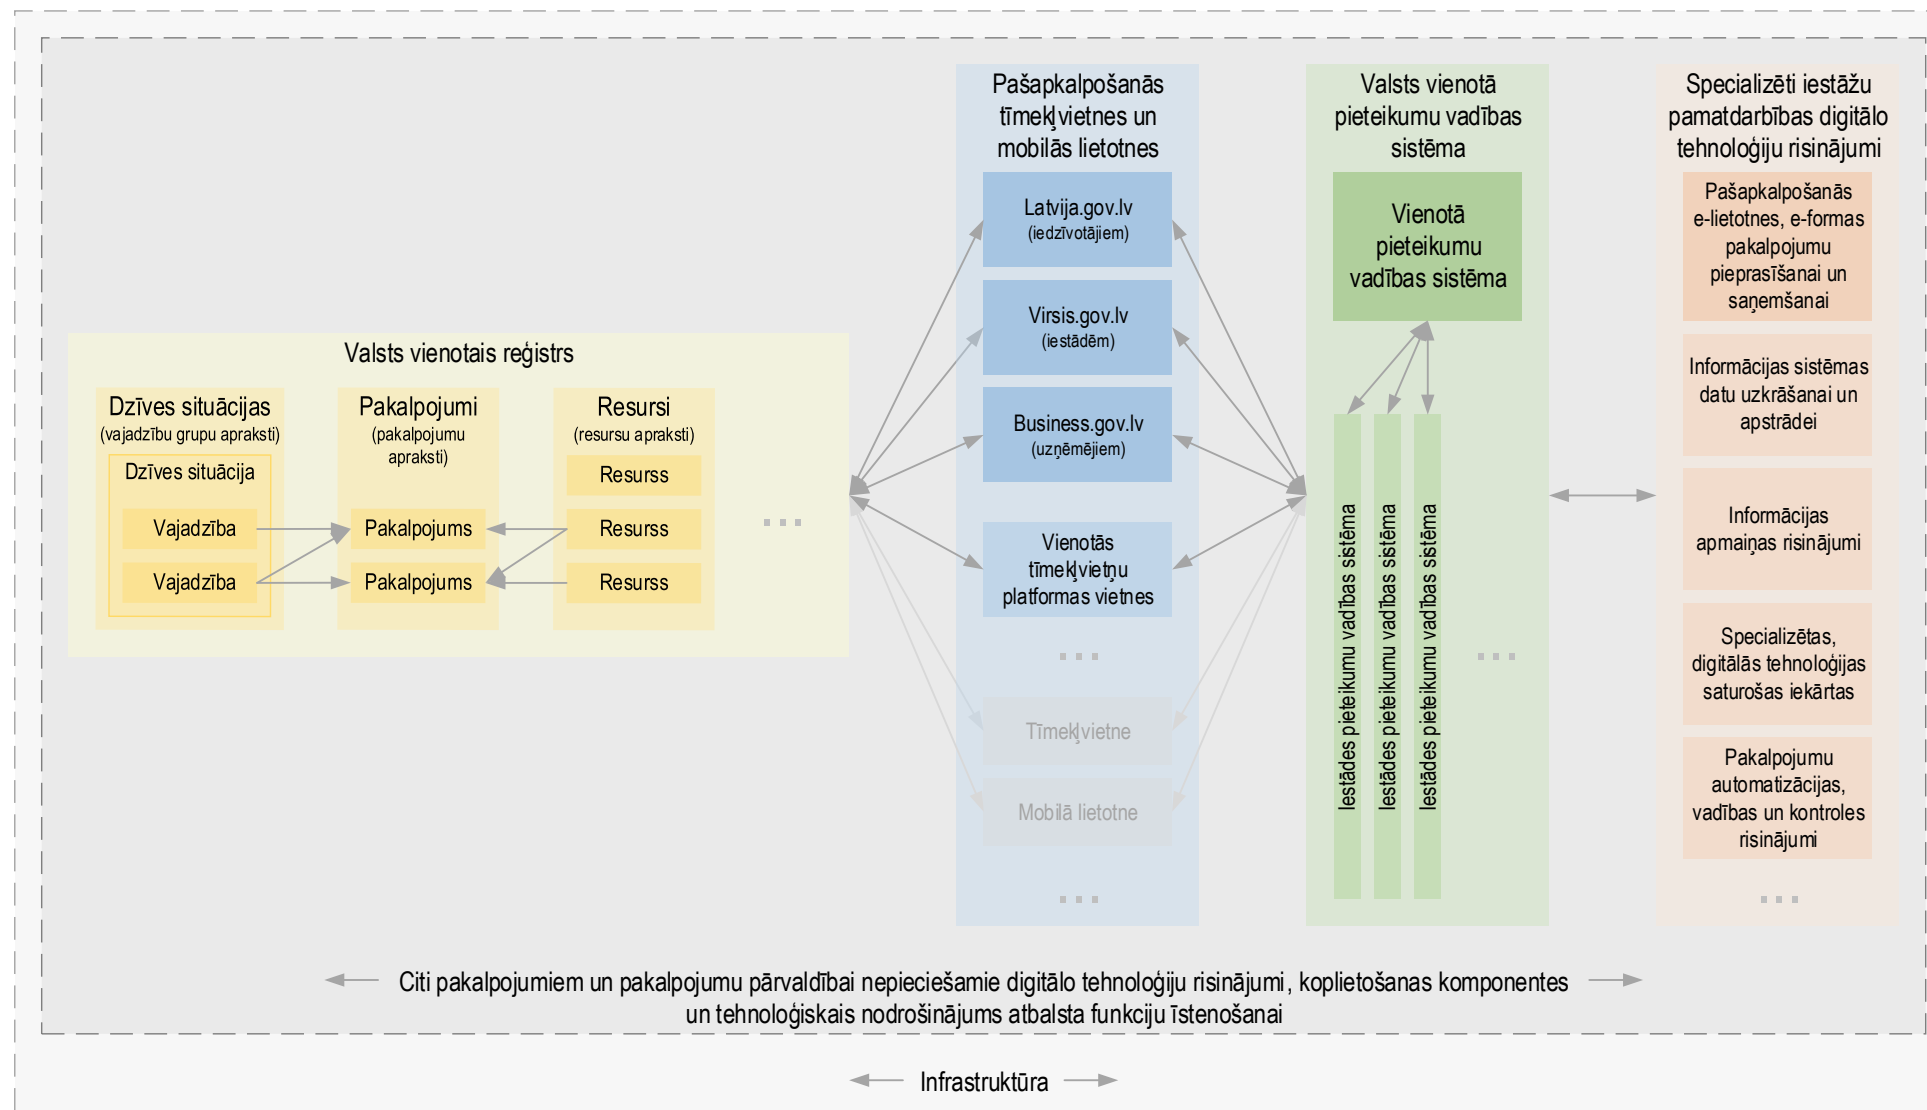 Valsts vienotais reģistrs
Dzīves situācijas
(vajadzību grupu apraksti)
Dzīves situācija
Vajadzība
Vajadzība
Pakalpojumi
(pakalpojumu
apraksti)
Pakalpojums
Pakalpojums
Resursi
(resursu apraksti)
Resurss
Resurss
Resurss
...
Pašapkalpošanās
tīmekļvietnes un
mobilās lietotnes
Latvija.gov.lv
(iedzīvotājiem)
Virsis.gov.lv
(iestādēm)
Business.gov.lv
(uzņēmējiem)
Vienotās
tīmekļvietņu
platformas vietnes
...
Tīmekļvietne
Mobilā lietotne
...
Valsts vienotā
pieteikumu vadības
sistēma
Vienotā
pieteikumu
vadības sistēma
Iestādes pieteikumu vadības sistēma
Iestādes pieteikumu vadības sistēma
Iestādes pieteikumu vadības sistēma
...
Specializēti iestāžu
pamatdarbības digitālo
tehnoloģiju risinājumi
Pašapkalpošanās
e-lietotnes, e-formas
pakalpojumu
pieprasīšanai un
saņemšanai
Informācijas sistēmas
datu uzkrāšanai un
apstrādei
Informācijas
apmaiņas risinājumi
Specializētas,
digitālās tehnoloģijas
saturošas iekārtas
Pakalpojumu
automatizācijas,
vadības un kontroles
risinājumi
...
Citi pakalpojumiem un pakalpojumu pārvaldībai nepieciešamie digitālo tehnoloģiju risinājumi, koplietošanas komponentes
un tehnoloģiskais nodrošinājums atbalsta funkciju īstenošanai
Infrastruktūra